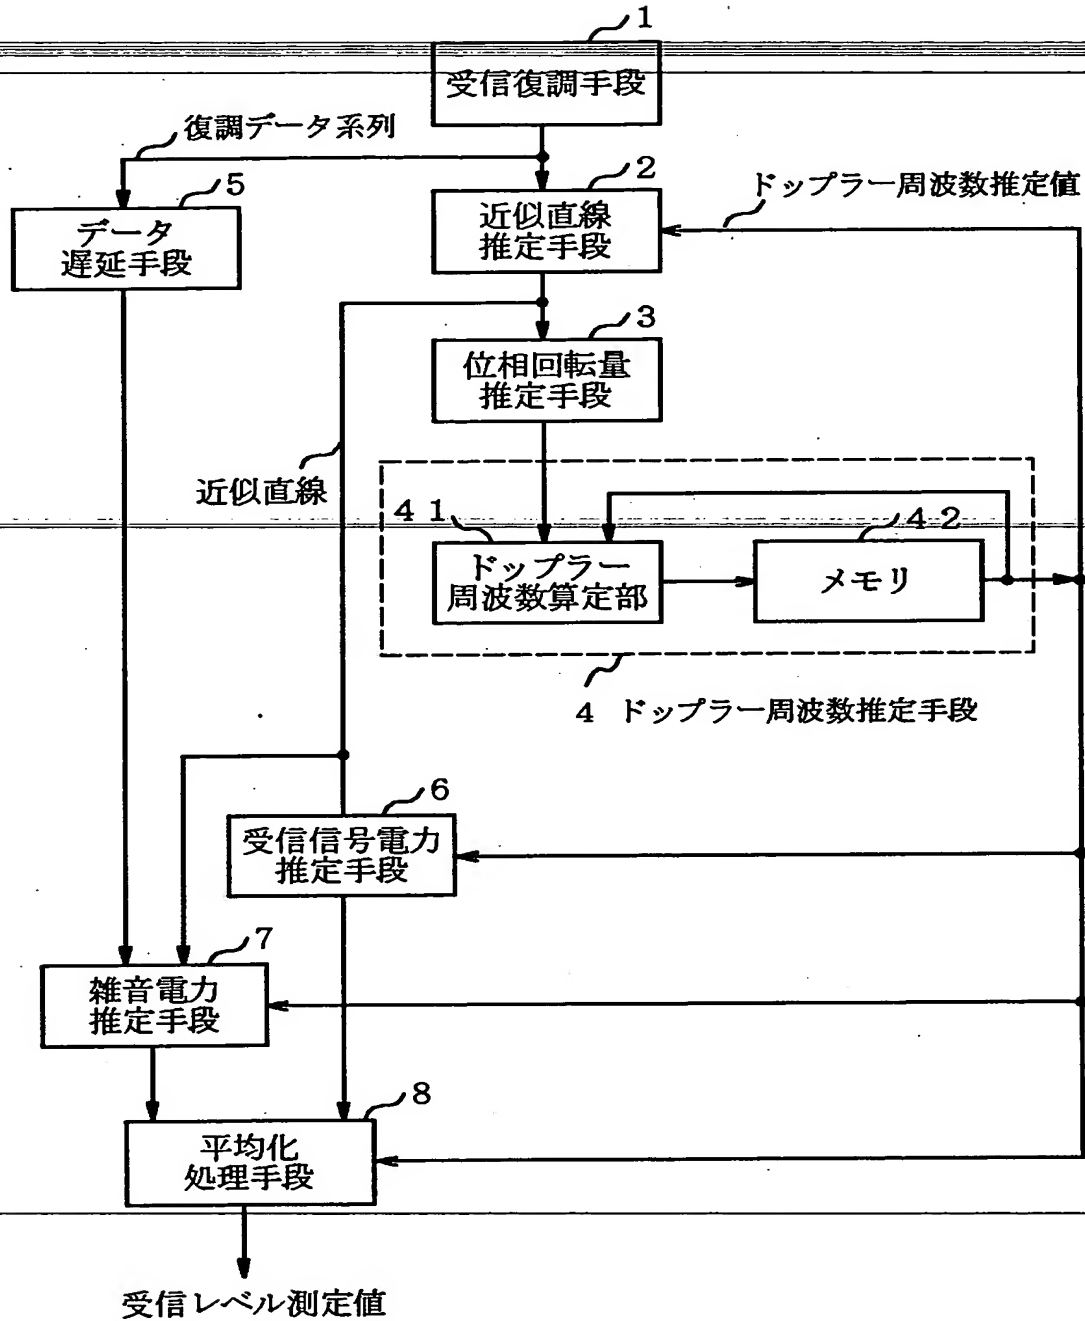 1
受信復調手段
復調データ系列
5
データ
遅延手段
2
近似直線
推定手段
ドップラー周波数推定値
3
位相回転量
推定手段
近似直線
41
ドップラー
周波数算定部
42
メモリ
4 ドップラー周波数推定手段
6
受信信号電力
推定手段
7
雑音電力
推定手段
8
平均化
処理手段
受信レベル測定値